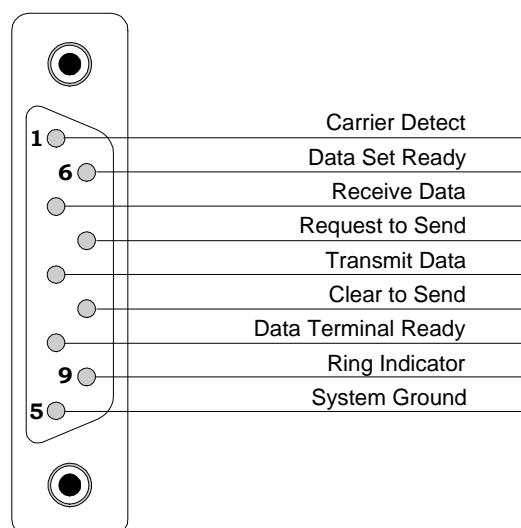 1 Carrier Detect
6 Data Set Ready
Receive Data
Request to Send
Transmit Data
Clear to Send
Data Terminal Ready
9 Ring Indicator
5 System Ground